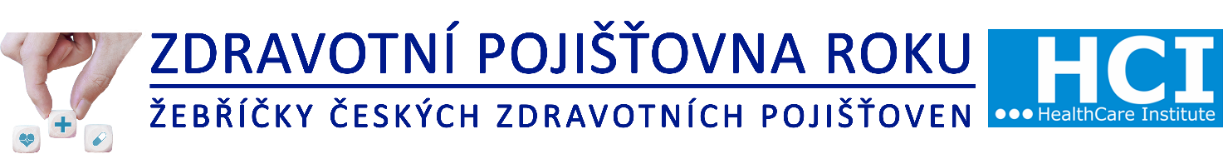 ZDRAVOTNÍ POJIŠŤOVNA ROKU
ŽEBŘÍČKY ČESKÝCH ZDRAVOTNÍCH POJIŠŤOVEN
HCI
HealthCare Institute